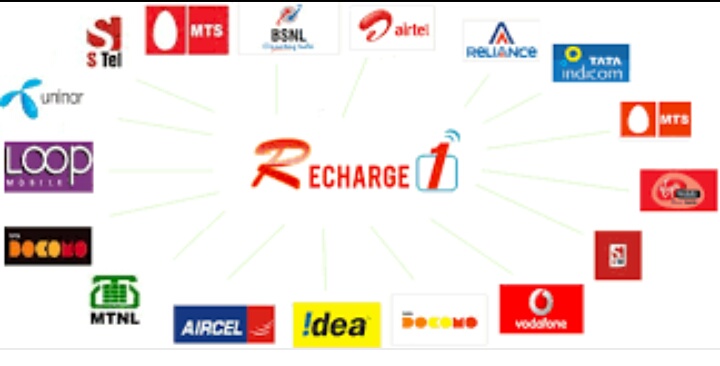 S Tel
MTS
BSNL
airtel
RELIANCE
TATA
indicom
uninor
MTS
RECHARGE 1
LOOP
MOBILE
DOCOMO
MTNL
AIRCEL
!dea
DOCOMO
vodafone